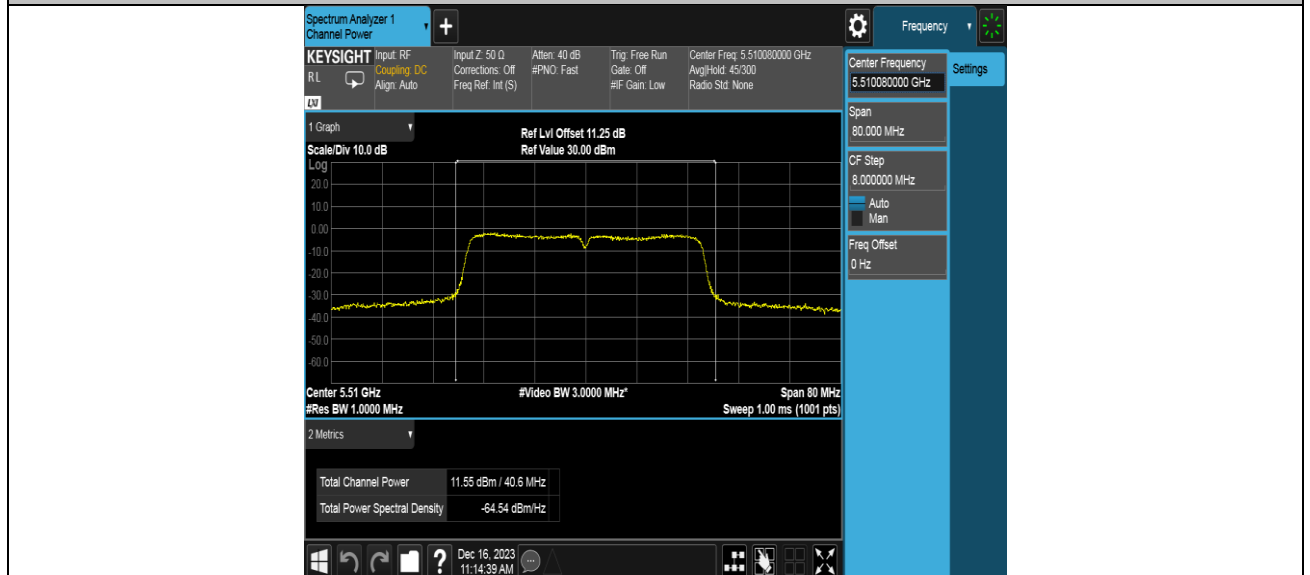 Spectrum Analyzer 1
Channel Power
+
Frequency
KEYSIGHT
RL
LXI
Input: RF
Coupling: DC
Align: Auto
Input Z: 50 Ω
Corrections: Off
Freq Ref: Int (S)
Atten: 40 dB
#PNO: Fast
Trig: Free Run
Gate: Off
#IF Gain: Low
Center Freq: 5.510080000 GHz
Avg|Hold: 45/300
Radio Std: None
Center Frequency
5.510080000 GHz
Settings
Span
80.000 MHz
CF Step
8.000000 MHz
Auto
Man
Freq Offset
0 Hz
1 Graph
Scale/Div 10.0 dB
Ref Lvl Offset 11.25 dB
Ref Value 30.00 dBm
Log
20.0
10.0
0.00
-10.0
-20.0
-30.0
-40.0
-50.0
-60.0
Center 5.51 GHz
#Res BW 1.0000 MHz
#Video BW 3.0000 MHz*
Span 80 MHz
Sweep 1.00 ms (1001 pts)
2 Metrics
Total Channel Power 11.55 dBm / 40.6 MHz
Total Power Spectral Density -64.54 dBm/Hz
?
Dec 16, 2023
11:14:39 AM